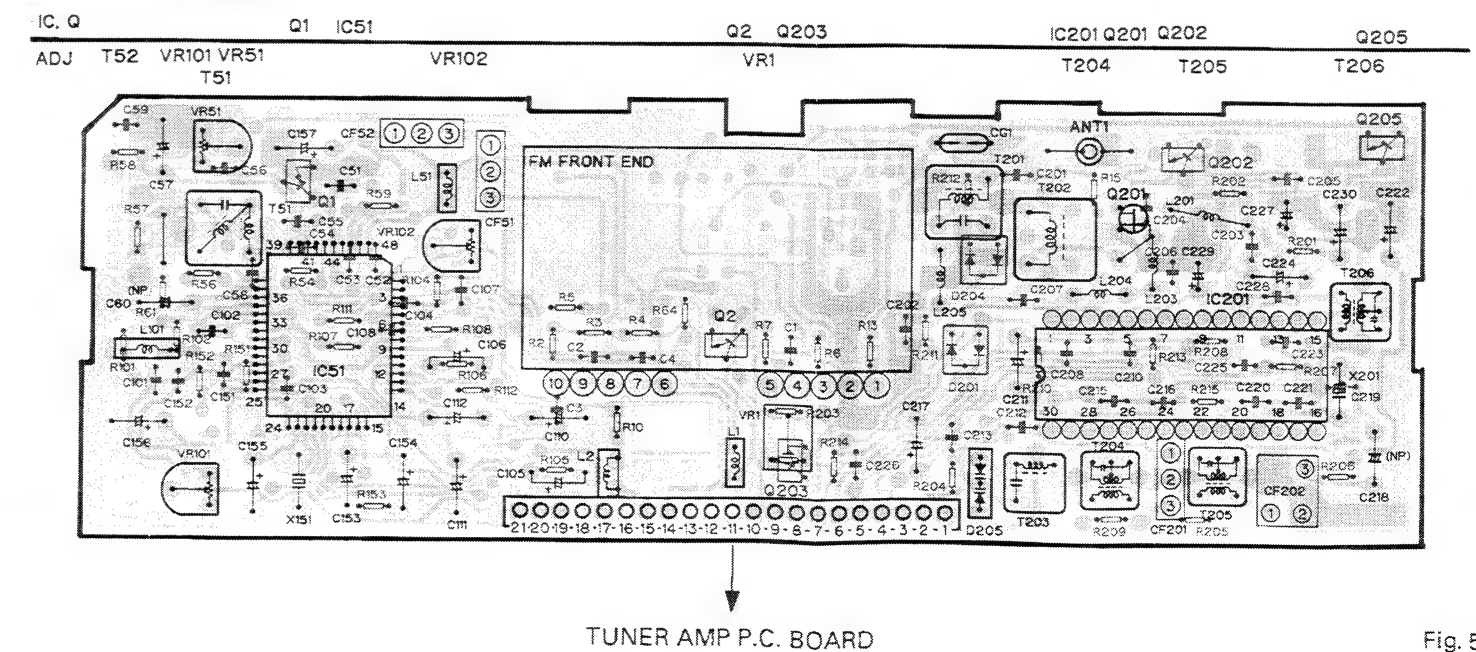 IC, Q Q1 IC51 Q2 Q203 IC201 Q201 Q202 Q205
ADJ T52 VR101 VR51 VR102 VR1 T204 T205 T206
T51
C59 VR51 C157 CF52 1 2 3 CG1 ANT1 Q205
R58 C57 C56 C51 L51 1 2 3 FM FRONT END R212 T201 C201 R15 Q202
Q1 R59 CF51 T202 Q201 L201 R202 C205 C230 C222
R57 T51 C55 C54 VR102 C204 C227 C203
39 41 44 48 C206 C229 R201
R56 R54 C53 C52 1 R104 C107 D204 L204 L203 C224 C228 T206
(NP) C60 R61 C58 36 R111 3 C104 R5 R64 C202 C207 IC201
L101 C102 33 R107 C108 6 R108 R2 R3 R4 Q2 R7 C1 R13 L205
R102 30 9 C106 C2 C4 R6 R211 1 3 5 7 9 11 13 15
R101 R152 R151 IC51 R106 D201 C208 C210 R213 R208 C223
C101 C152 C151 27 C103 12 R112 10 9 8 7 6 5 4 3 2 1 C225 R207 X201
25 20 17 14 C112 C3 VR1 R203 C217 C211 C215 C216 R215 C220 C221 C219
C156 24 15 C110 R10 C212 30 28 26 24 22 20 18 16
VR101 C155 C154 C105 R105 L2 L1 R214 C226 C213 T204 1 2 3 R206 (NP)
X151 C153 R153 C111 Q203 R204 T203 T205 CF202 3 1 2 C218
21-20-19-18-17-16-15-14-13-12-11-10-9-8-7-6-5-4-3-2-1- D205 R209 CF201 R205
TUNER AMP P.C. BOARD
Fig. 5